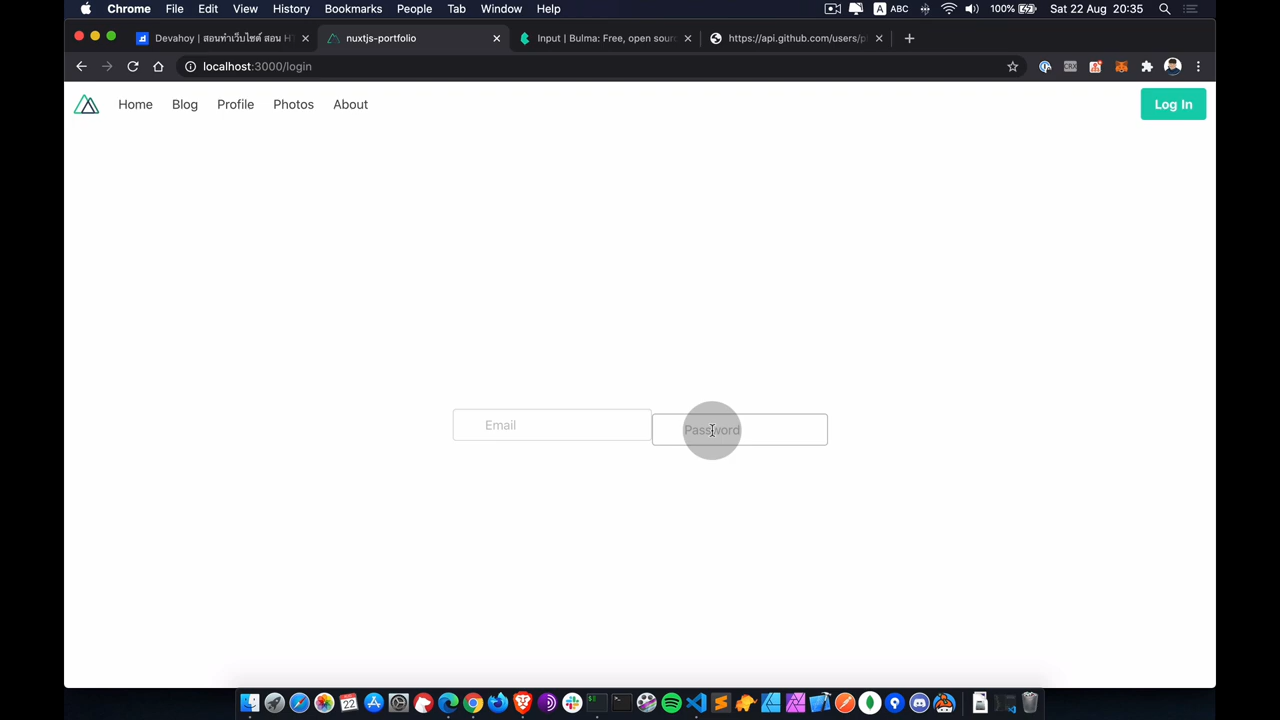 Chrome File Edit View History Bookmarks People Tab Window Help A ABC 100% Sat 22 Aug 20:35
Devahoy | สอนทำเว็บไซต์ สอน H
nuxtjs-portfolio
Input | Bulma: Free, open sour
https://api.github.com/users/p
localhost:3000/login
Home Blog Profile Photos About Log In
Email
Password